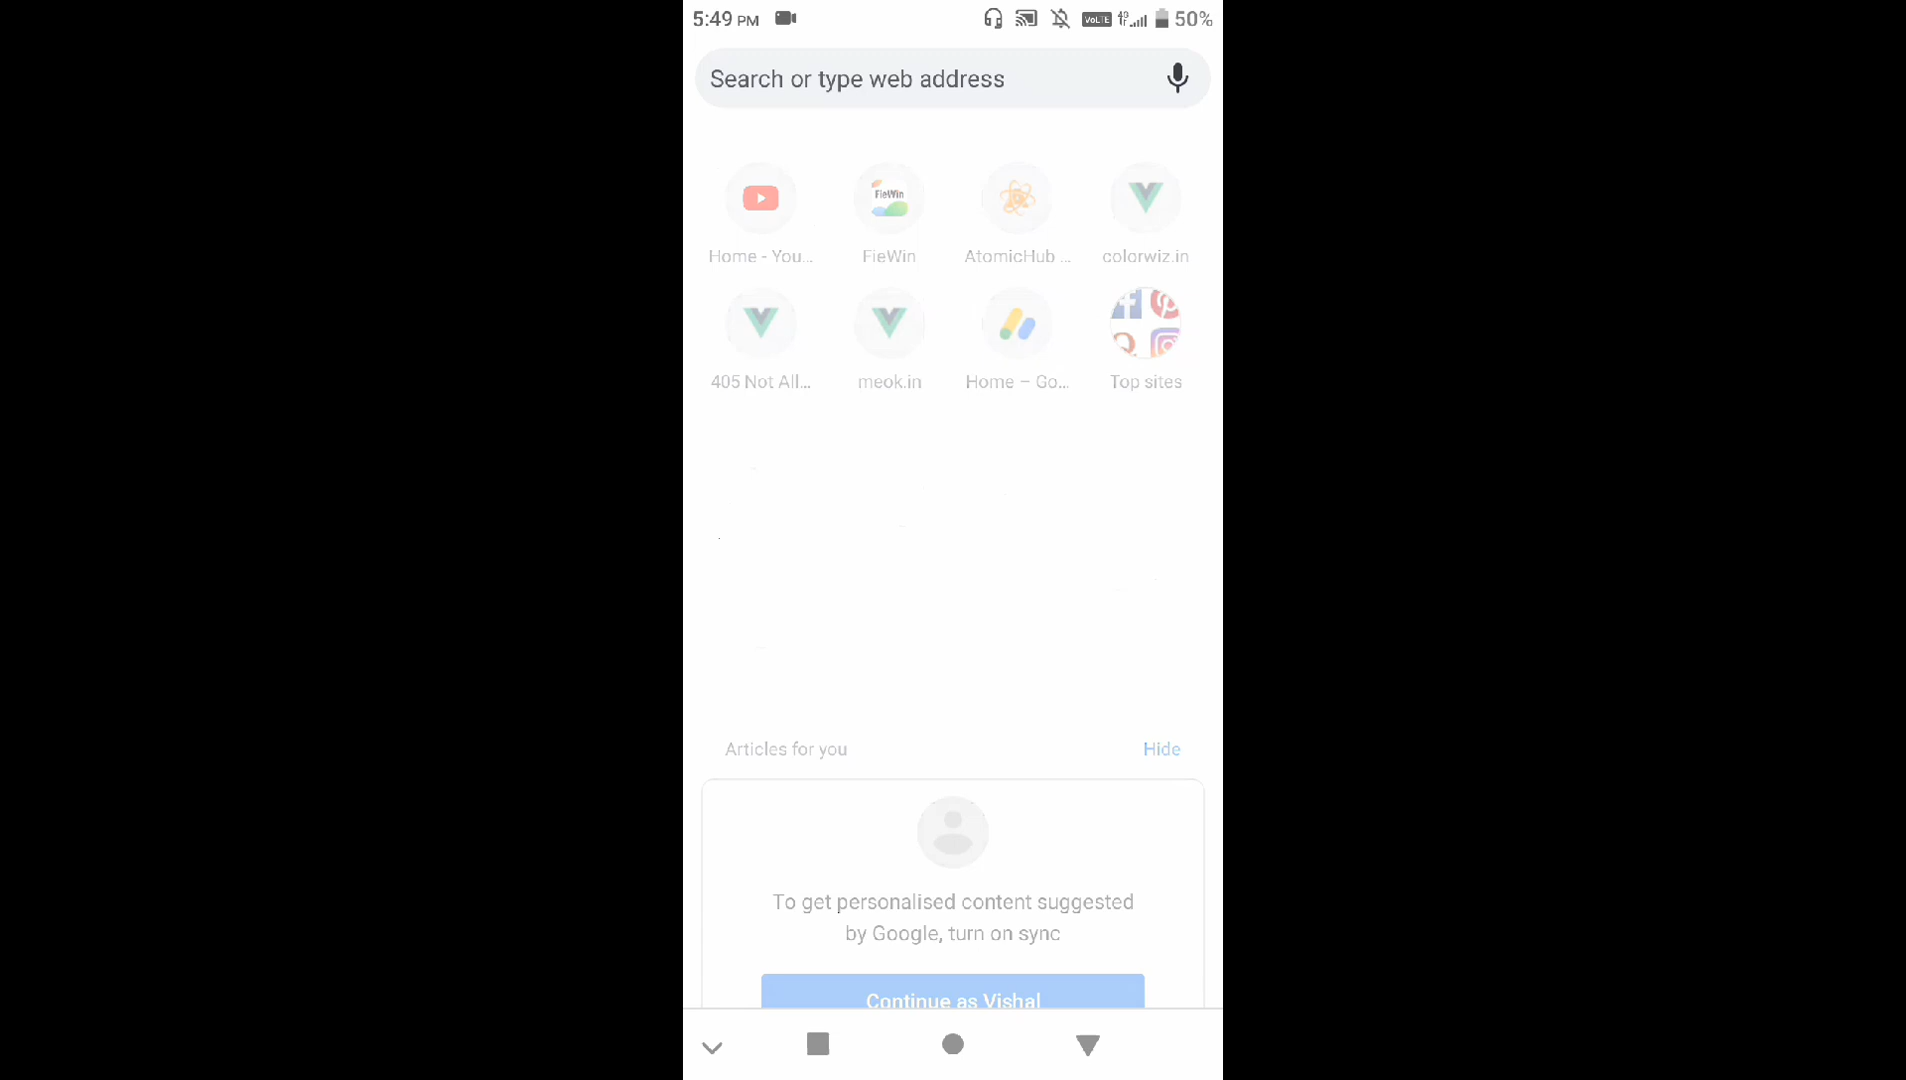 5:49 PM
VoLTE 4G 50%
Search or type web address
FieWin
Home - You...
FieWin
AtomicHub ...
colorwiz.in
405 Not All...
meok.in
Home – Go...
Top sites
Articles for you
Hide
To get personalised content suggested
by Google, turn on sync
Continue as Vishal